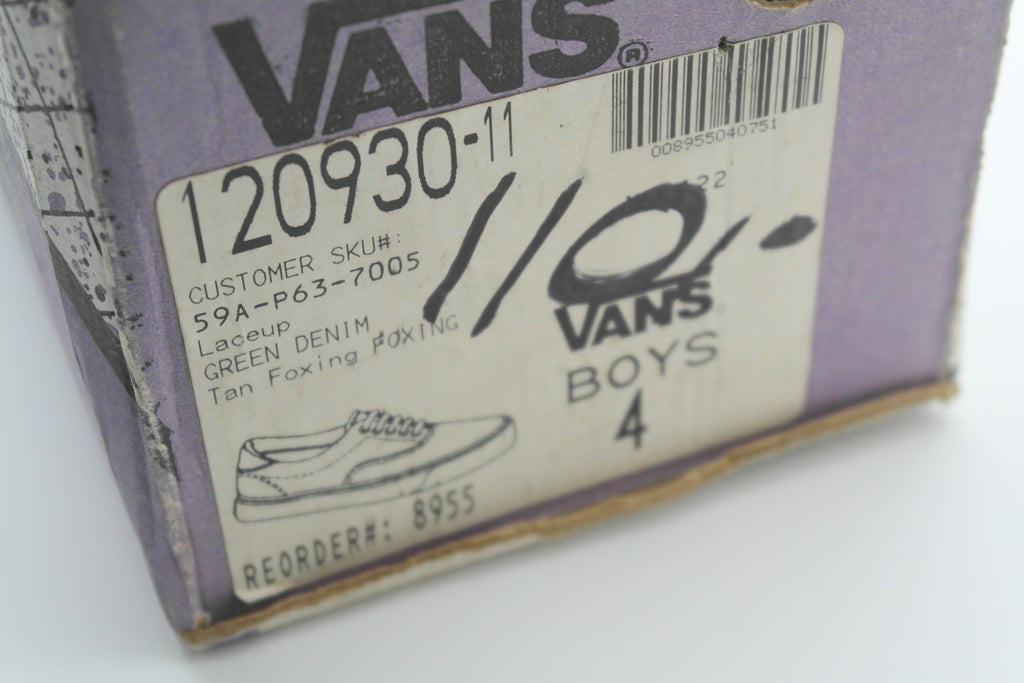 VANS®
120930-11
008955040751
22
CUSTOMER SKU#:
59A-P63-7005
Laceup
GREEN DENIM
Tan Foxing FOXING
110,-
VANS
BOYS
4
REORDER#: 8955